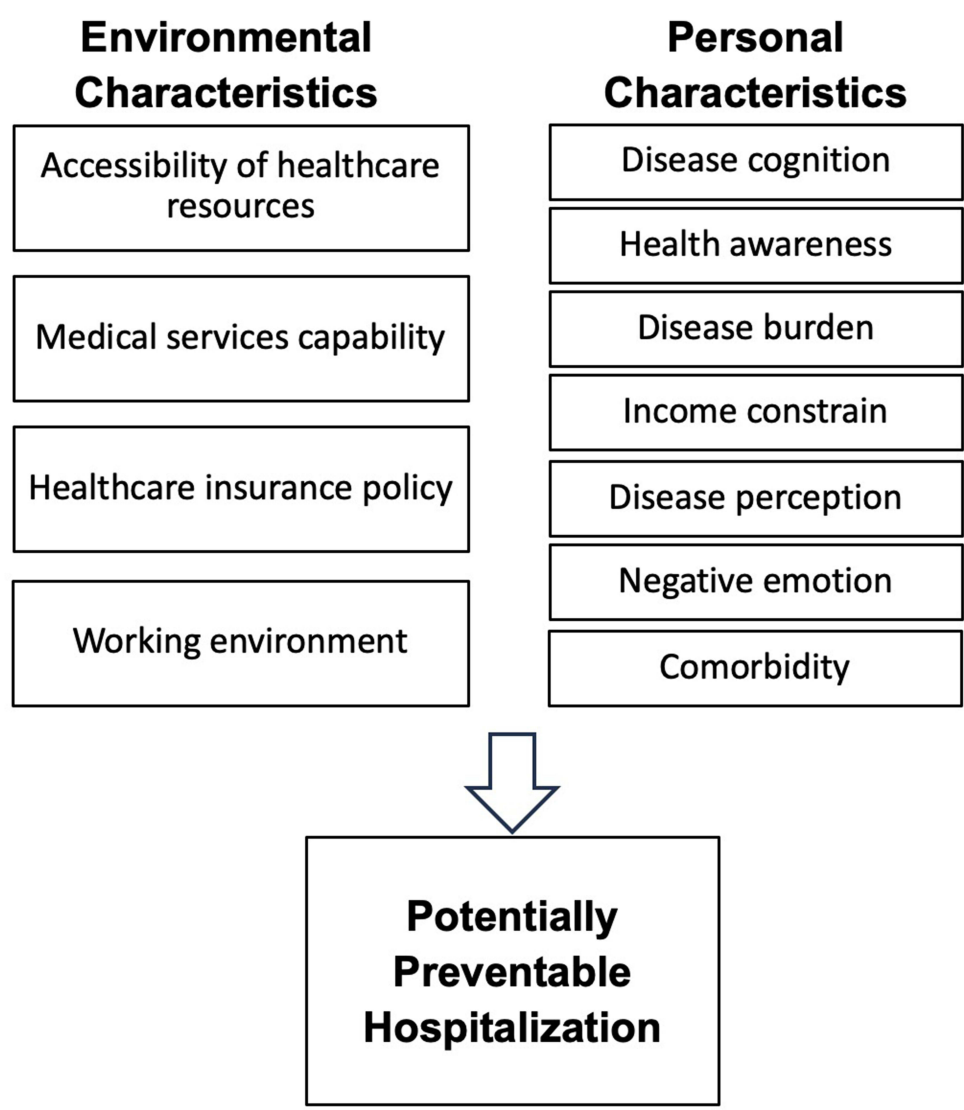 Environmental
Characteristics
Accessibility of healthcare
resources
Medical services capability
Healthcare insurance policy
Working environment
Personal
Characteristics
Disease cognition
Health awareness
Disease burden
Income constrain
Disease perception
Negative emotion
Comorbidity
Potentially
Preventable
Hospitalization